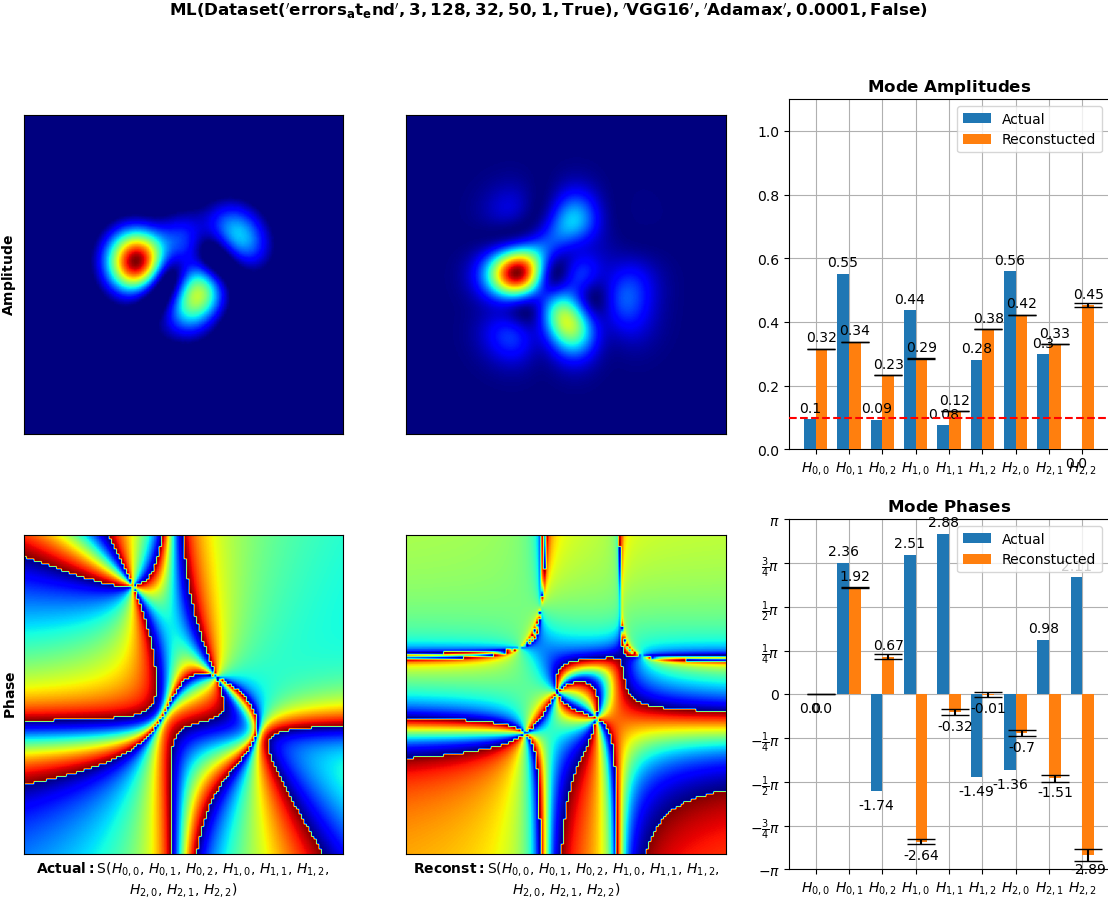 ML(Dataset('errors_at_end', 3, 128, 32, 50, 1, True), 'VGG16', 'Adamax', 0.0001, False)
Amplitude
Mode Amplitudes
Actual
Reconstucted
1.0
0.8
0.6
0.4
0.2
0.0
0.1
0.32
0.55
0.34
0.09
0.23
0.44
0.29
0.08
0.12
0.28
0.38
0.56
0.42
0.3
0.33
0.0
0.45
H0,0 H0,1 H0,2 H1,0 H1,1 H1,2 H2,0 H2,1 H2,2
Phase
Actual: S(H0,0, H0,1, H0,2, H1,0, H1,1, H1,2,
H2,0, H2,1, H2,2)
Reconst: S(H0,0, H0,1, H0,2, H1,0, H1,1, H1,2,
H2,0, H2,1, H2,2)
Mode Phases
Actual
Reconstucted
π
3/4π
1/2π
1/4π
0
−1/4π
−1/2π
−3/4π
−π
0.0
0.0
2.36
1.92
-1.74
0.67
2.51
-2.64
2.88
-0.32
-1.49
-0.01
-1.36
-0.7
0.98
-1.51
2.11
-2.89
H0,0 H0,1 H0,2 H1,0 H1,1 H1,2 H2,0 H2,1 H2,2